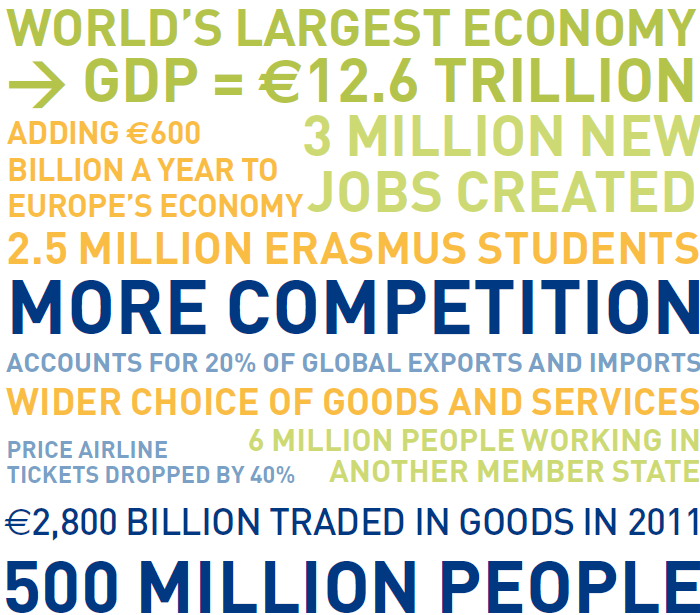 WORLD'S LARGEST ECONOMY
→ GDP = €12.6 TRILLION
ADDING €600
BILLION A YEAR TO
EUROPE'S ECONOMY
3 MILLION NEW
JOBS CREATED
2.5 MILLION ERASMUS STUDENTS
MORE COMPETITION
ACCOUNTS FOR 20% OF GLOBAL EXPORTS AND IMPORTS
WIDER CHOICE OF GOODS AND SERVICES
PRICE AIRLINE
TICKETS DROPPED BY 40%
6 MILLION PEOPLE WORKING IN
ANOTHER MEMBER STATE
€2,800 BILLION TRADED IN GOODS IN 2011
500 MILLION PEOPLE